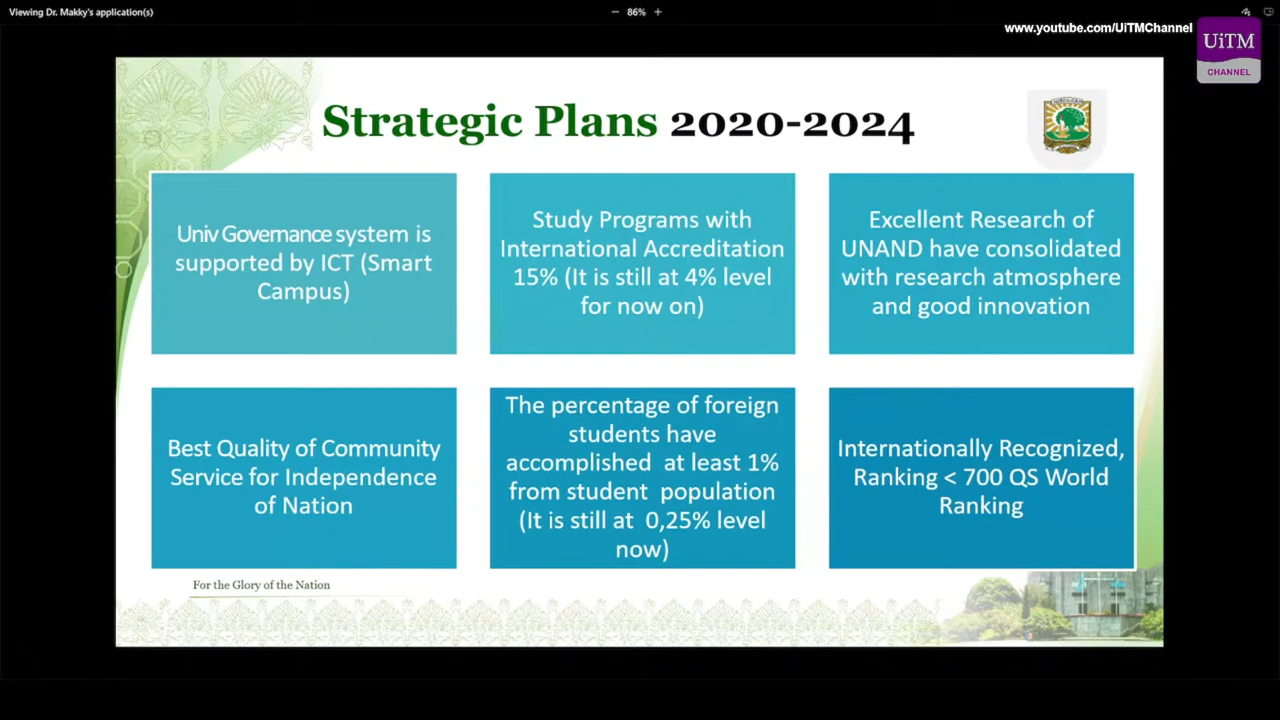 Viewing Dr. Makky's application(s)
86%
www.youtube.com/UiTMChannel
UiTM
CHANNEL
Strategic Plans 2020-2024
Univ Governance system is
supported by ICT (Smart
Campus)
Study Programs with
International Accreditation
15% (It is still at 4% level
for now on)
Excellent Research of
UNAND have consolidated
with research atmosphere
and good innovation
Best Quality of Community
Service for Independence
of Nation
The percentage of foreign
students have
accomplished at least 1%
from student population
(It is still at 0,25% level
now)
Internationally Recognized,
Ranking < 700 QS World
Ranking
For the Glory of the Nation